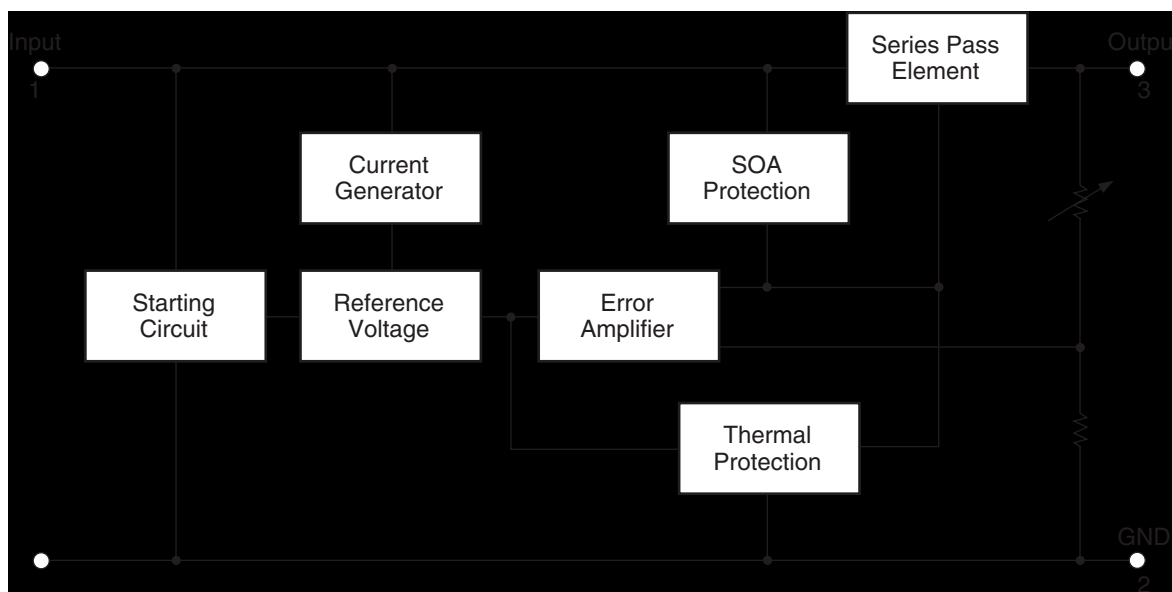 Input
1
Series Pass
Element
Outpu
3
Current
Generator
SOA
Protection
Starting
Circuit
Reference
Voltage
Error
Amplifier
Thermal
Protection
GND
2